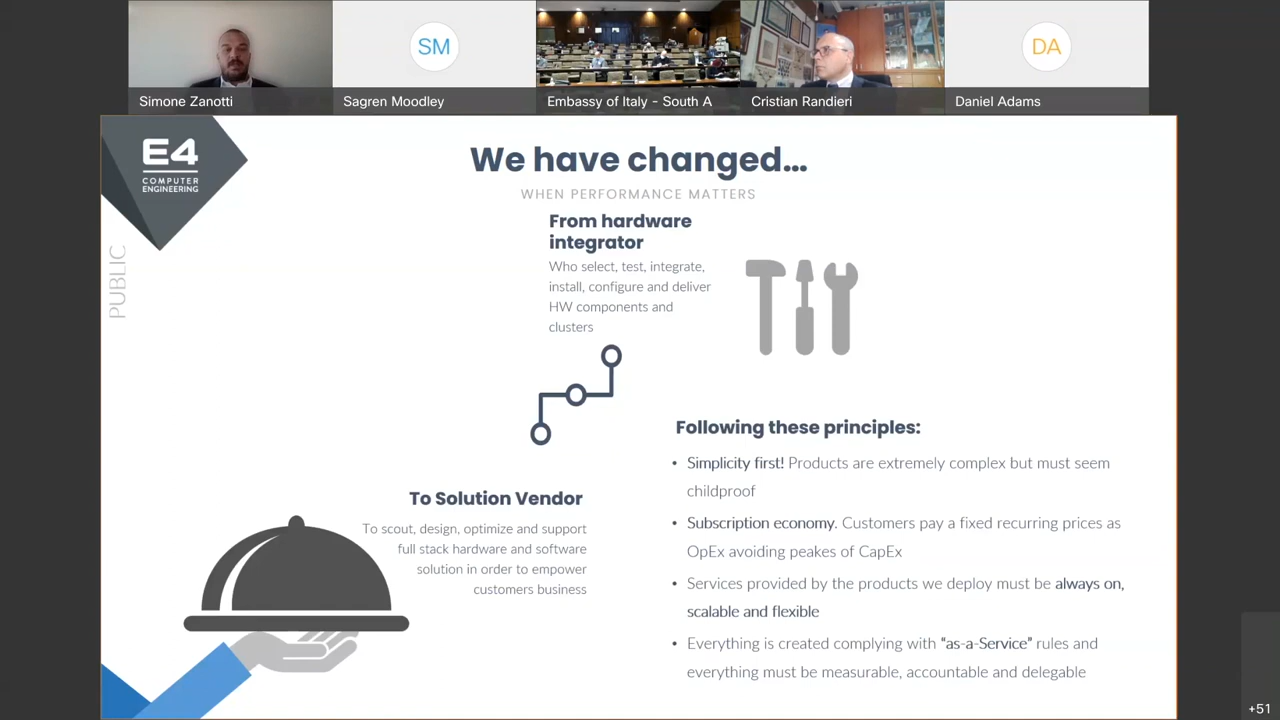 SM
DA
Simone Zanotti
Sagren Moodley
Embassy of Italy - South A
Cristian Randieri
Daniel Adams
E4
COMPUTER
ENGINEERING
PUBLIC
We have changed...
WHEN PERFORMANCE MATTERS
From hardware
integrator
Who select, test, integrate,
install, configure and deliver
HW components and
clusters
To Solution Vendor
To scout, design, optimize and support
full stack hardware and software
solution in order to empower
customers business
Following these principles:
• Simplicity first! Products are extremely complex but must seem
childproof
• Subscription economy. Customers pay a fixed recurring prices as
OpEx avoiding peakes of CapEx
• Services provided by the products we deploy must be always on,
scalable and flexible
• Everything is created complying with “as-a-Service” rules and
everything must be measurable, accountable and delegable
+51